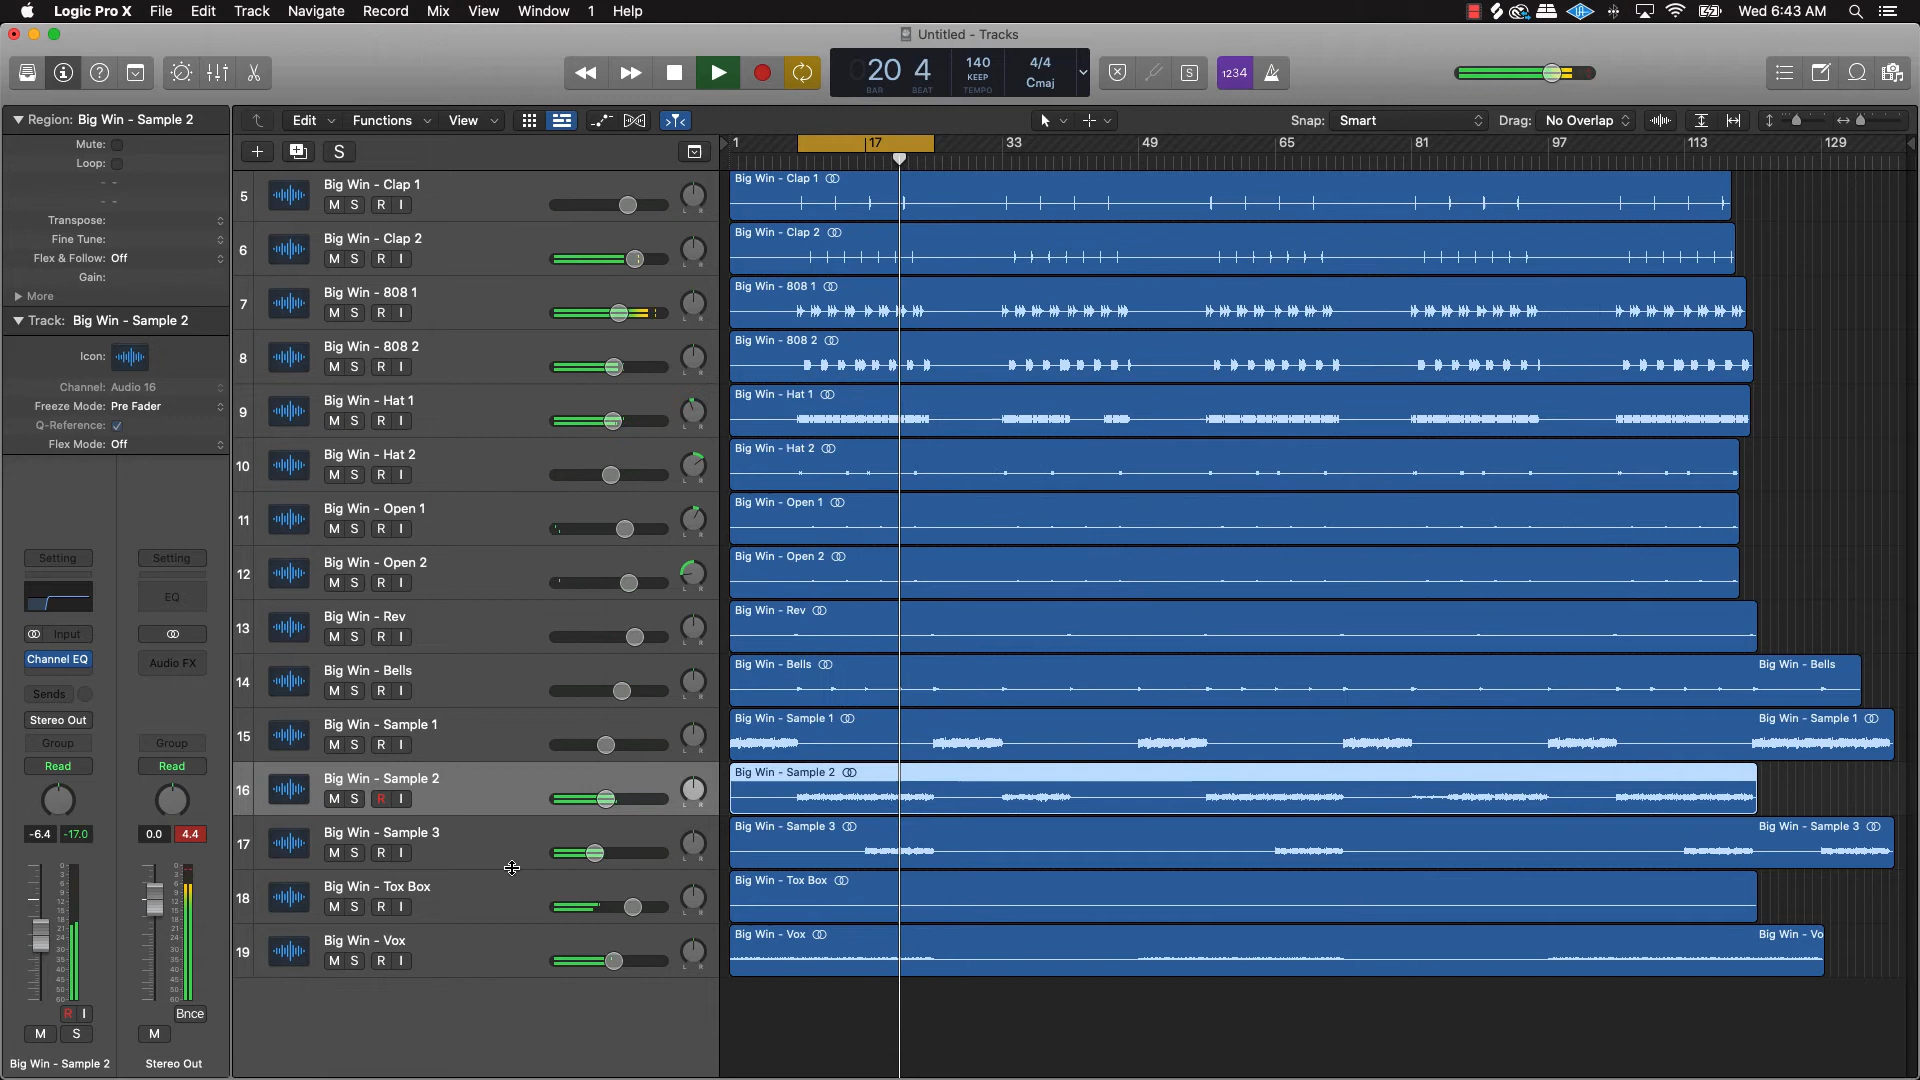 Logic Pro X File Edit Track Navigate Record Mix View Window 1 Help Wed 6:43 AM
Untitled - Tracks
20 4 140 KEEP 4/4 Cmaj 1234 S
BAR BEAT TEMPO
Region: Big Win - Sample 2
Mute:
Loop:
Transpose:
Fine Tune:
Flex & Follow: Off
Gain:
More
Track: Big Win - Sample 2
Icon:
Channel: Audio 16
Freeze Mode: Pre Fader
Q-Reference:
Flex Mode: Off
Setting Setting
EQ
Input
Channel EQ Audio FX
Sends
Stereo Out
Group Group
Read Read
-6.4 -17.0 0.0 4.4
R I Bnce
M S M
Big Win - Sample 2 Stereo Out
Edit Functions View Snap: Smart Drag: No Overlap
S
1 17 33 49 65 81 97 113 129
5 Big Win - Clap 1
M S R I
6 Big Win - Clap 2
M S R I
7 Big Win - 808 1
M S R I
8 Big Win - 808 2
M S R I
9 Big Win - Hat 1
M S R I
10 Big Win - Hat 2
M S R I
11 Big Win - Open 1
M S R I
12 Big Win - Open 2
M S R I
13 Big Win - Rev
M S R I
14 Big Win - Bells
M S R I
15 Big Win - Sample 1
M S R I
16 Big Win - Sample 2
M S R I
17 Big Win - Sample 3
M S R I
18 Big Win - Tox Box
M S R I
19 Big Win - Vox
M S R I
Big Win - Clap 1
Big Win - Clap 2
Big Win - 808 1
Big Win - 808 2
Big Win - Hat 1
Big Win - Hat 2
Big Win - Open 1
Big Win - Open 2
Big Win - Rev
Big Win - Bells Big Win - Bells
Big Win - Sample 1 Big Win - Sample 1
Big Win - Sample 2
Big Win - Sample 3 Big Win - Sample 3
Big Win - Tox Box
Big Win - Vox Big Win - Vo